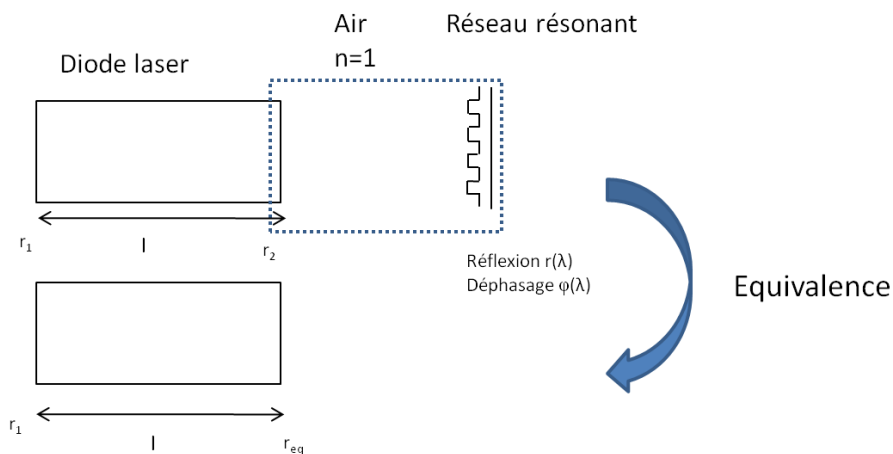 Air
n=1
Réseau résonant
Diode laser
r1
l
r2
Réflexion r(λ)
Déphasage φ(λ)
Equivalence
r1
l
req